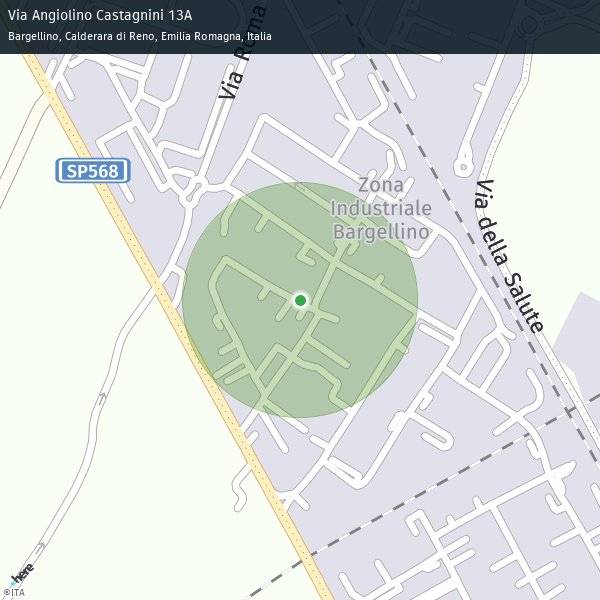 Via Angiolino Castagnini 13A
Bargellino, Calderara di Reno, Emilia Romagna, Italia
Via Roma
SP568
Zona
Industriale
Bargellino
Via della Salute
here
©ITA